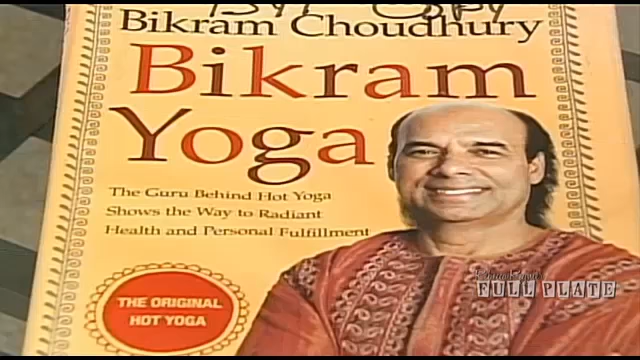 Copy
Bikram Choudhury
Bikram
Yoga
The Guru Behind Hot Yoga
Shows the Way to Radiant
Health and Personal Fulfillment
THE ORIGINAL
HOT YOGA
FULL PLATE